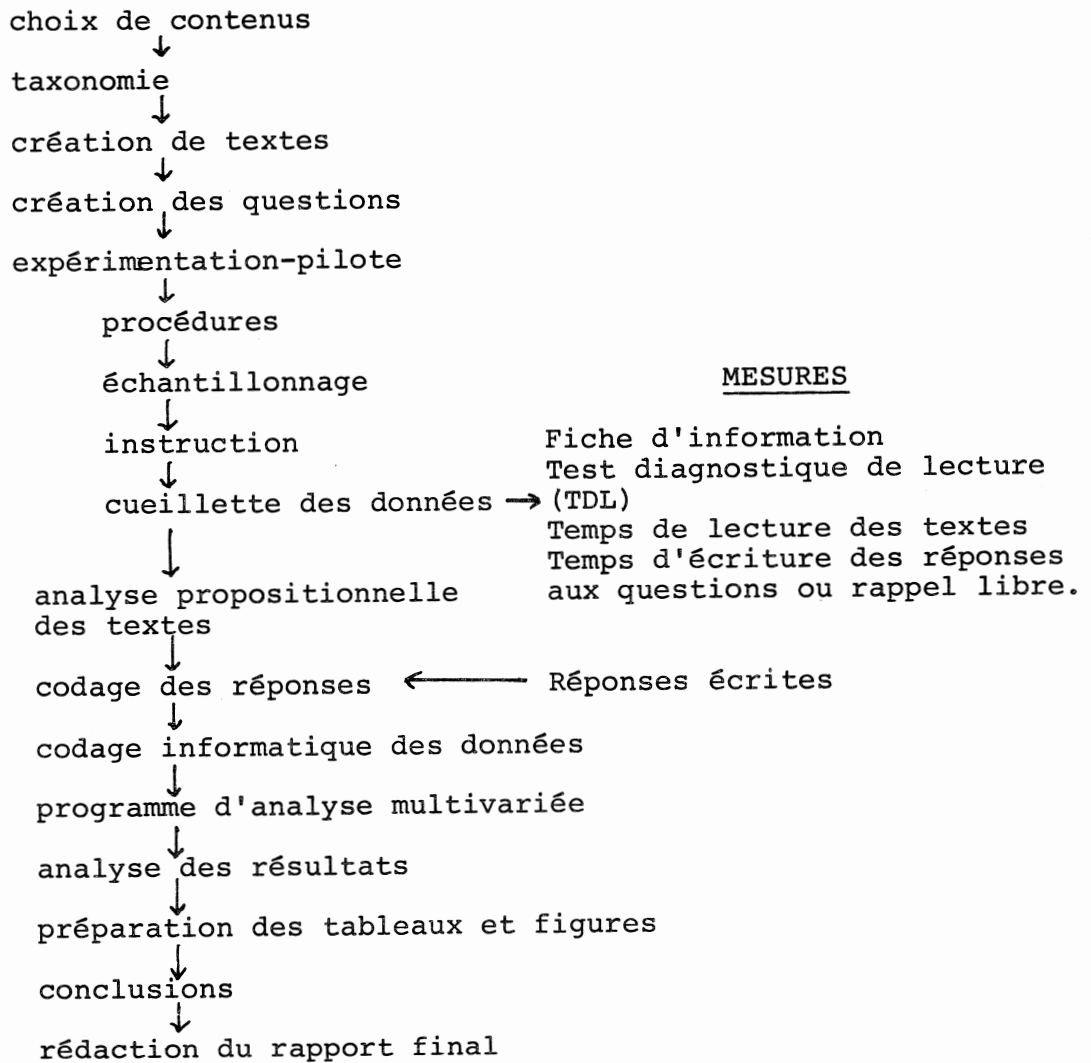 choix de contenus
taxonomie
création de textes
création des questions
expérimentation-pilote
procédures
échantillonnage
instruction
cueillette des données
MESURES
Fiche d'information
Test diagnostique de lecture
(TDL)
Temps de lecture des textes
Temps d'écriture des réponses
aux questions ou rappel libre.
analyse propositionnelle
des textes
codage des réponses
Réponses écrites
codage informatique des données
programme d'analyse multivariée
analyse des résultats
préparation des tableaux et figures
conclusions
rédaction du rapport final